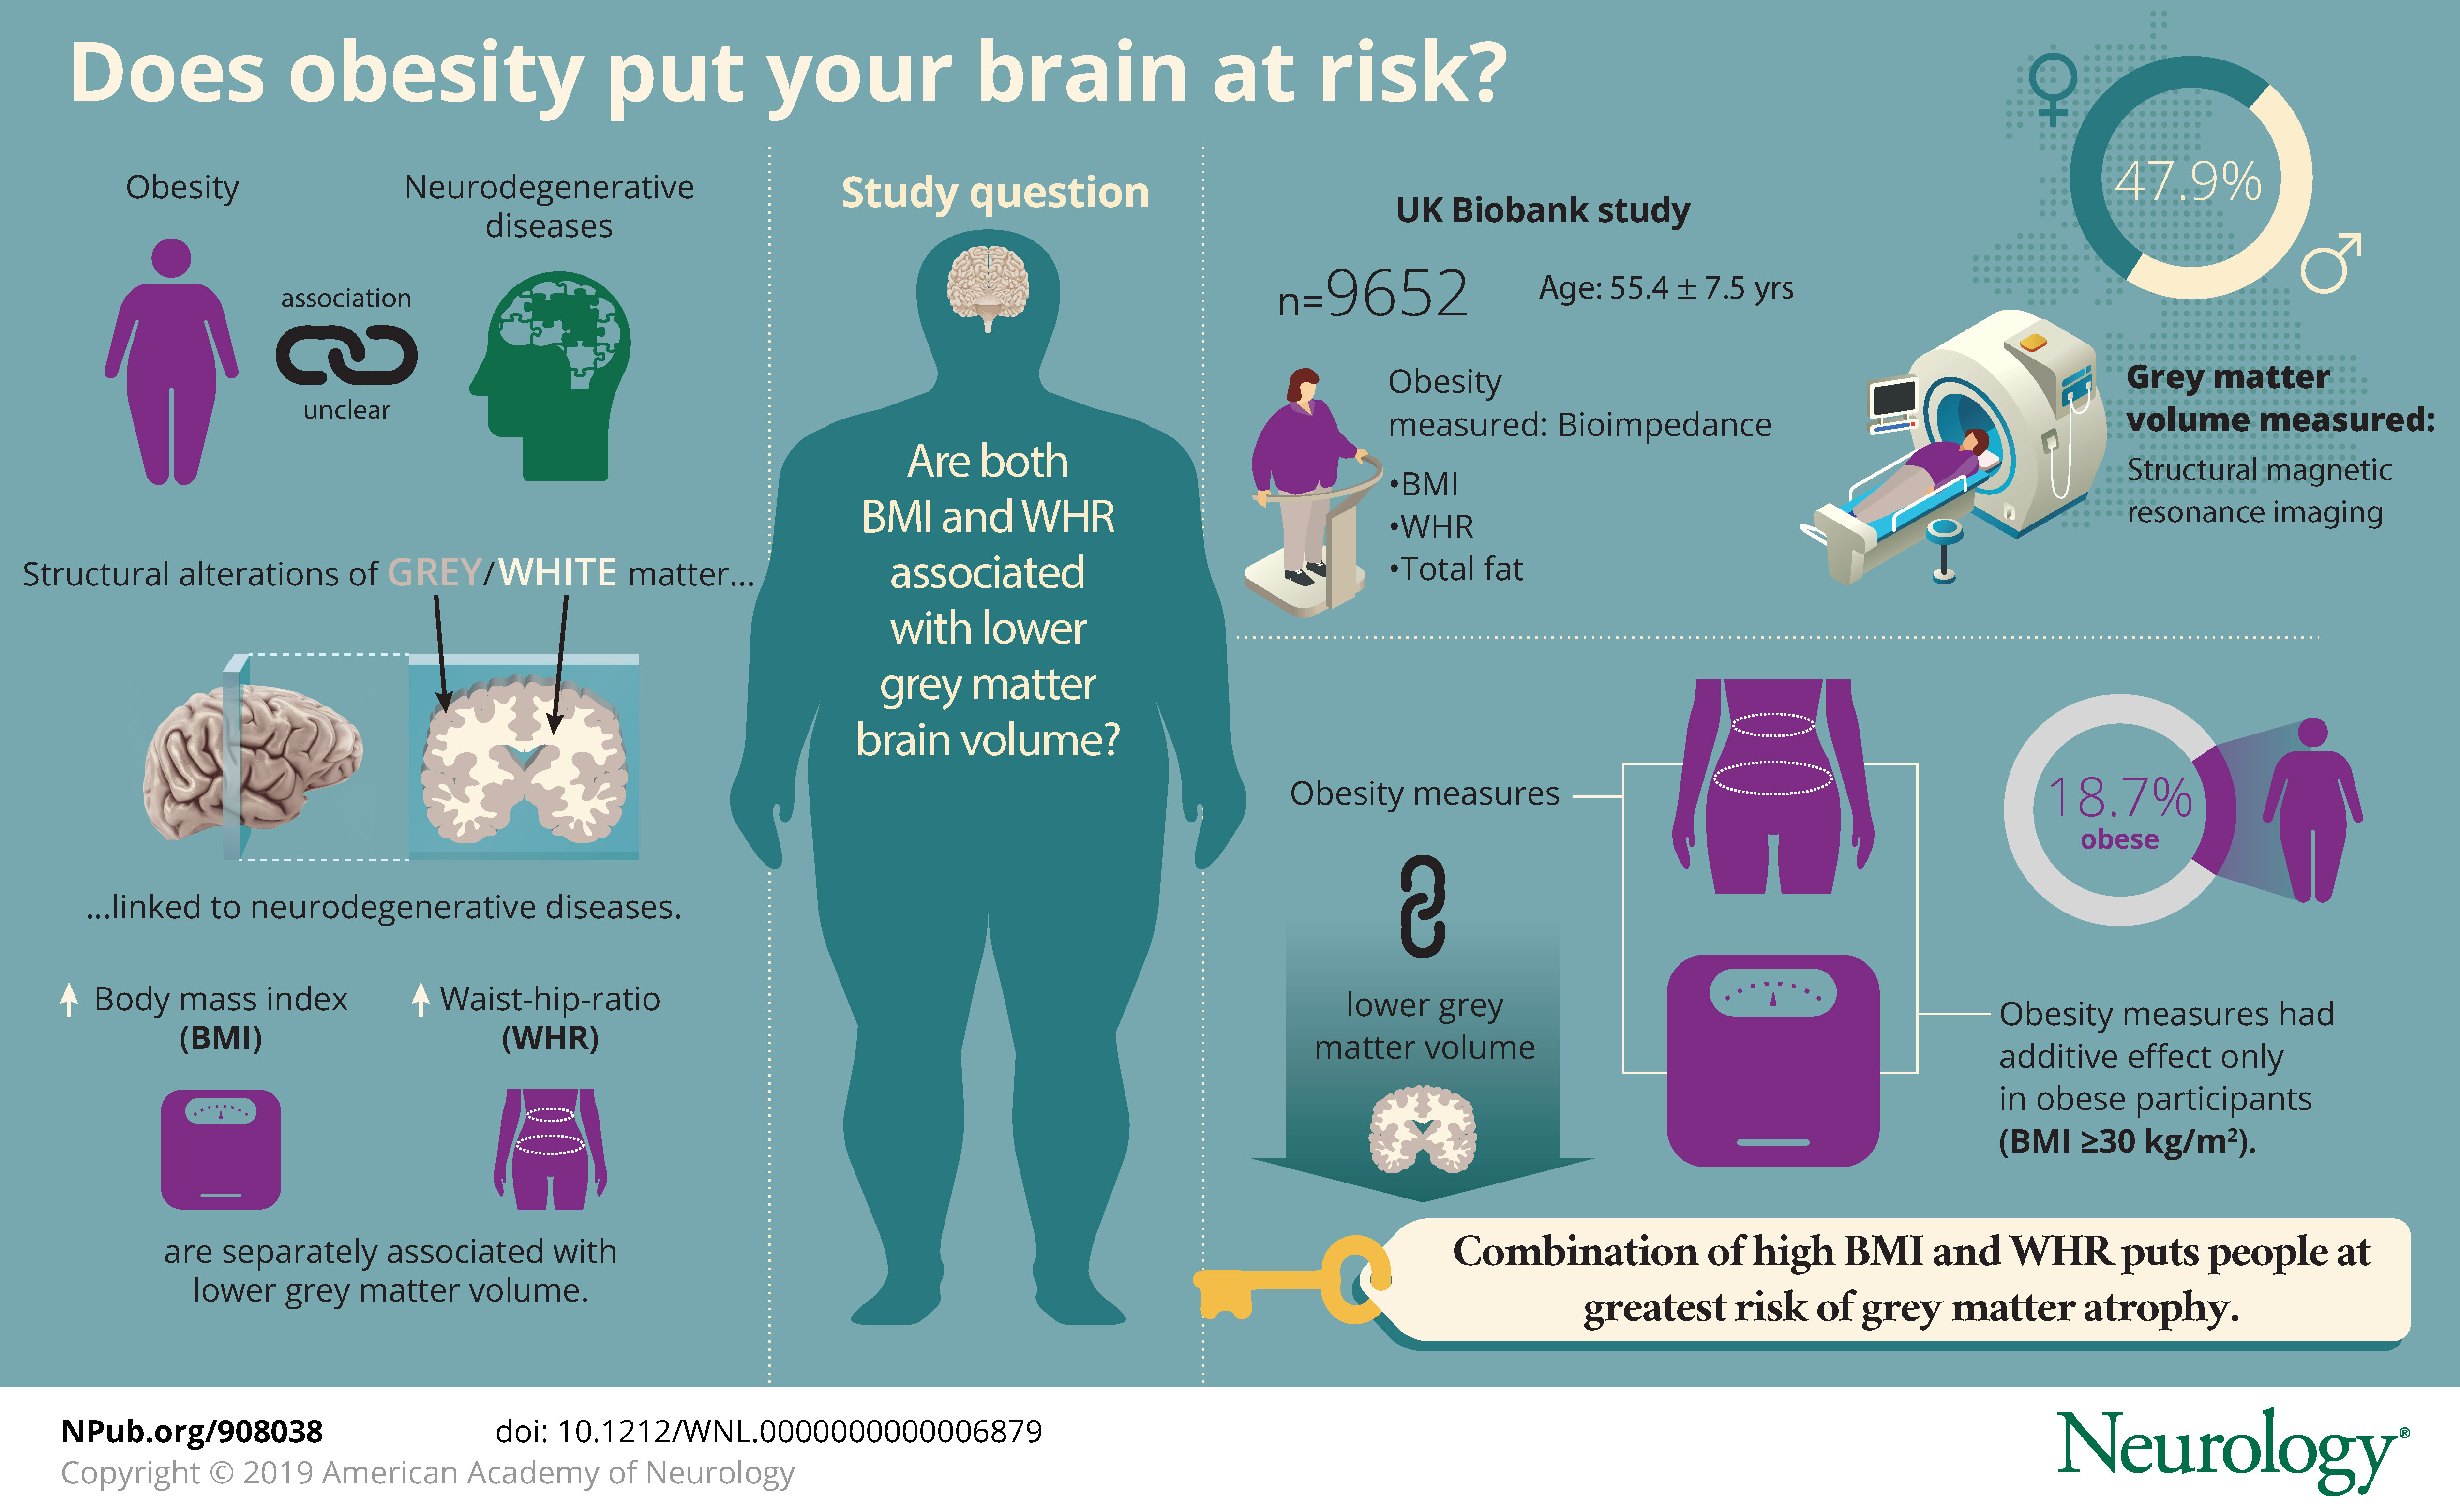 Does obesity put your brain at risk?
Obesity
Neurodegenerative
diseases
association
unclear
Structural alterations of GREY/WHITE matter...
...linked to neurodegenerative diseases.
Body mass index
(BMI)
Waist-hip-ratio
(WHR)
are separately associated with
lower grey matter volume.
Study question
Are both
BMI and WHR
associated
with lower
grey matter
brain volume?
UK Biobank study
n=9652
Age: 55.4 ± 7.5 yrs
47.9%
Obesity
measured: Bioimpedance
•BMI
•WHR
•Total fat
Grey matter
volume measured:
Structural magnetic
resonance imaging
Obesity measures
lower grey
matter volume
18.7%
obese
Obesity measures had
additive effect only
in obese participants
(BMI ≥30 kg/m²).
Combination of high BMI and WHR puts people at
greatest risk of grey matter atrophy.
NPub.org/908038
doi: 10.1212/WNL.0000000000006879
Copyright © 2019 American Academy of Neurology
Neurology®